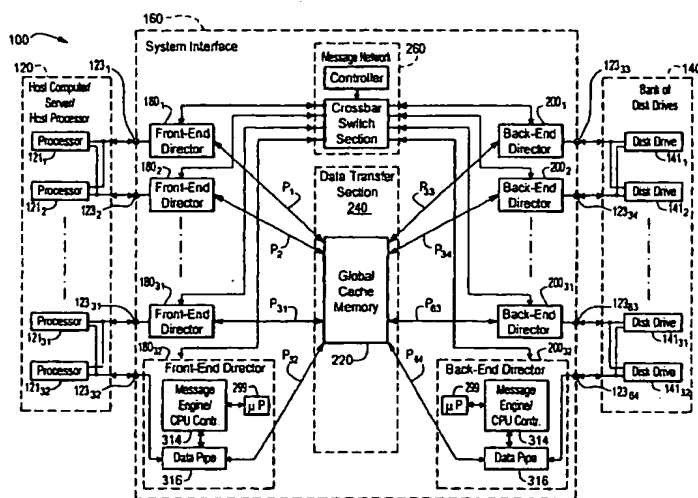 100
160
System Interface
Message Network
260
Controller
Crossbar
Switch
Section
120
Host Computer/
Server/
Host Processor
123₁
Processor
121₁
Processor
121₂
123₂
Processor
121₃₁
123₃₁
Processor
121₃₂
123₃₂
180₁
Front-End
Director
180₂
Front-End
Director
180₃₁
Front-End
Director
180₃₂
Front-End Director
Message
Engine/
CPU Contr.
314
299
µP
Data Pipe
316
P₁
P₂
P₃₁
P₃₂
Data Transfer
Section
240
Global
Cache
Memory
220
P₃₃
P₃₄
P₆₃
P₆₄
200₁
Back-End
Director
200₂
Back-End
Director
200₃₁
Back-End
Director
200₃₂
Back-End Director
299
µP
Message
Engine/
CPU Contr.
314
Data Pipe
316
123₃₃
123₃₄
123₆₃
123₆₄
140
Bank of
Disk Drives
Disk Drive
141₁
Disk Drive
141₂
Disk Drive
141₃₁
Disk Drive
141₃₂